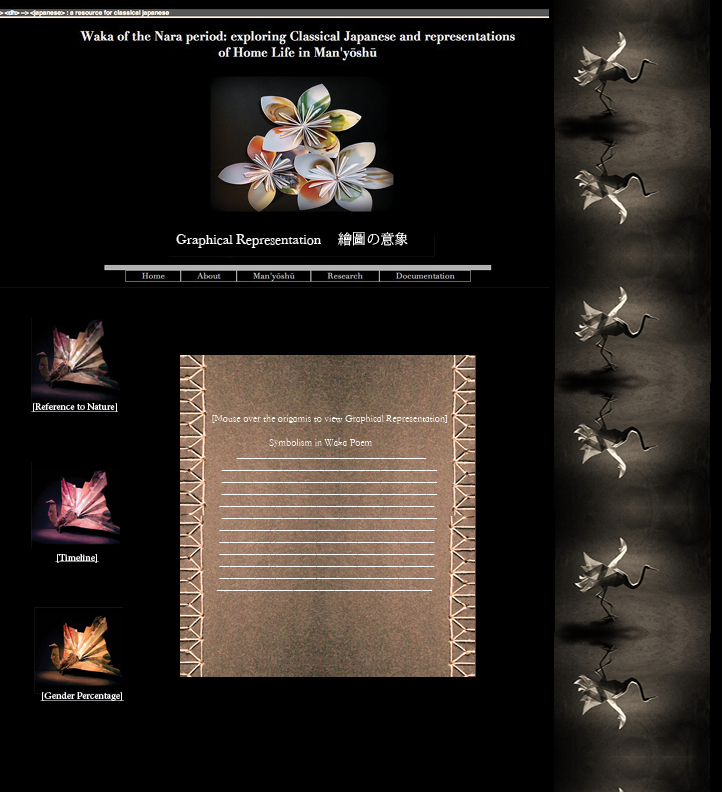 > <dh> --> <japanese> : a resource for classical japanese
Waka of the Nara period: exploring Classical Japanese and representations
of Home Life in Man'yōshū
Graphical Representation 繪圖の意象
Home About Man'yōshū Research Documentation
[Reference to Nature]
[Mouse over the origamis to view Graphical Representation]
Symbolism in Waka Poem
[Timeline]
[Gender Percentage]